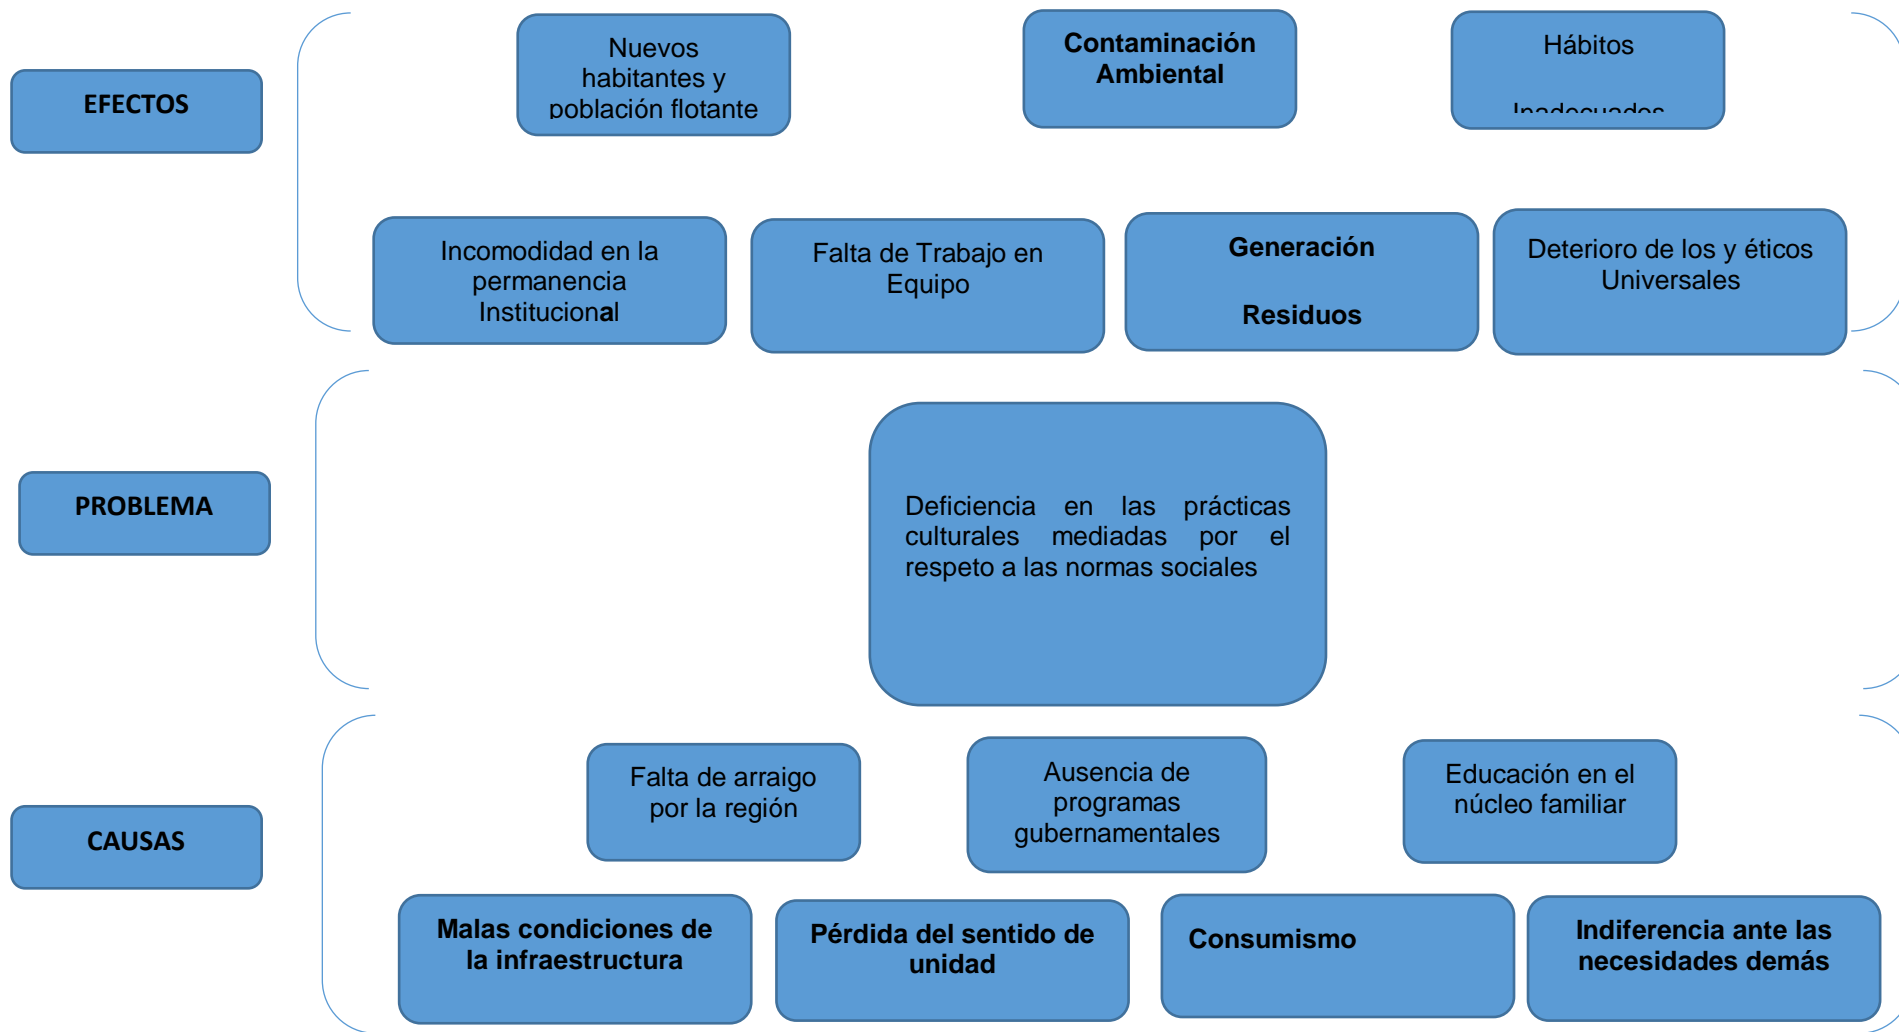 EFECTOS
Nuevos
habitantes y
población flotante
Contaminación
Ambiental
Hábitos
Inadecuados
Incomodidad en la
permanencia
Institucional
Falta de Trabajo en
Equipo
Generación
Residuos
Deterioro de los y éticos
Universales
PROBLEMA
Deficiencia en las prácticas
culturales mediadas por el
respeto a las normas sociales
CAUSAS
Falta de arraigo
por la región
Ausencia de
programas
gubernamentales
Educación en el
núcleo familiar
Malas condiciones de
la infraestructura
Pérdida del sentido de
unidad
Consumismo
Indiferencia ante las
necesidades demás